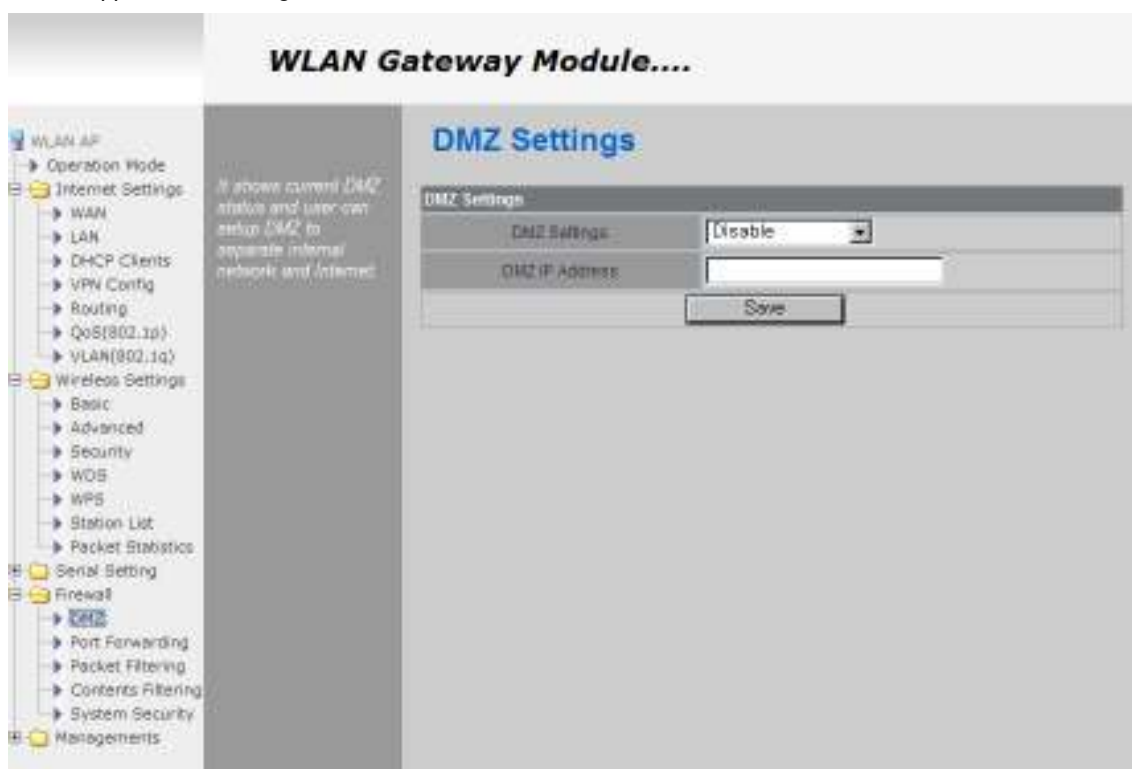 WLAN Gateway Module....
WLAN AP
Operation Mode
Internet Settings
WAN
LAN
DHCP Clients
VPN Config
Routing
QoS(802.1p)
VLAN(802.1q)
Wireless Settings
Basic
Advanced
Security
WDS
WPS
Station List
Packet Statistics
Serial Setting
Firewall
DMZ
Port Forwarding
Packet Filtering
Contents Filtering
System Security
Managements
It shows current DMZ
status and user can
setup DMZ to
separate internal
network and Internet
DMZ Settings
DMZ Settings
DMZ Settings Disable
DMZ IP Address
Save